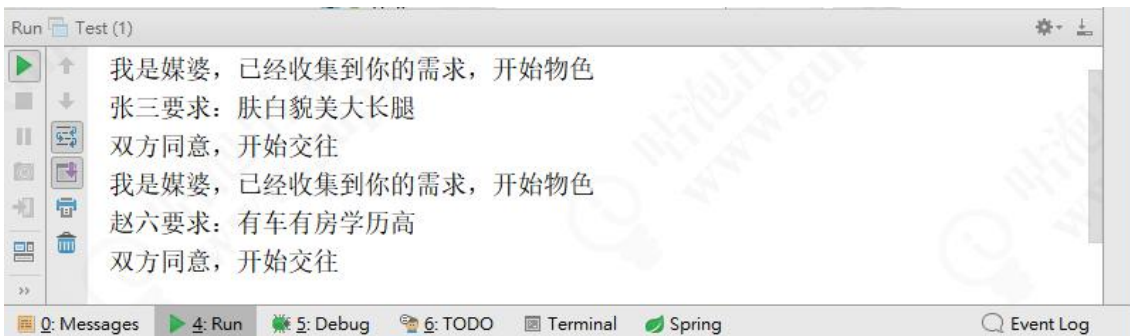 Run Test (1)
我是媒婆，已经收集到你的需求，开始物色
张三要求：肤白貌美大长腿
双方同意，开始交往
我是媒婆，已经收集到你的需求，开始物色
赵六要求：有车有房学历高
双方同意，开始交往
0: Messages 4: Run 5: Debug 6: TODO Terminal Spring Event Log